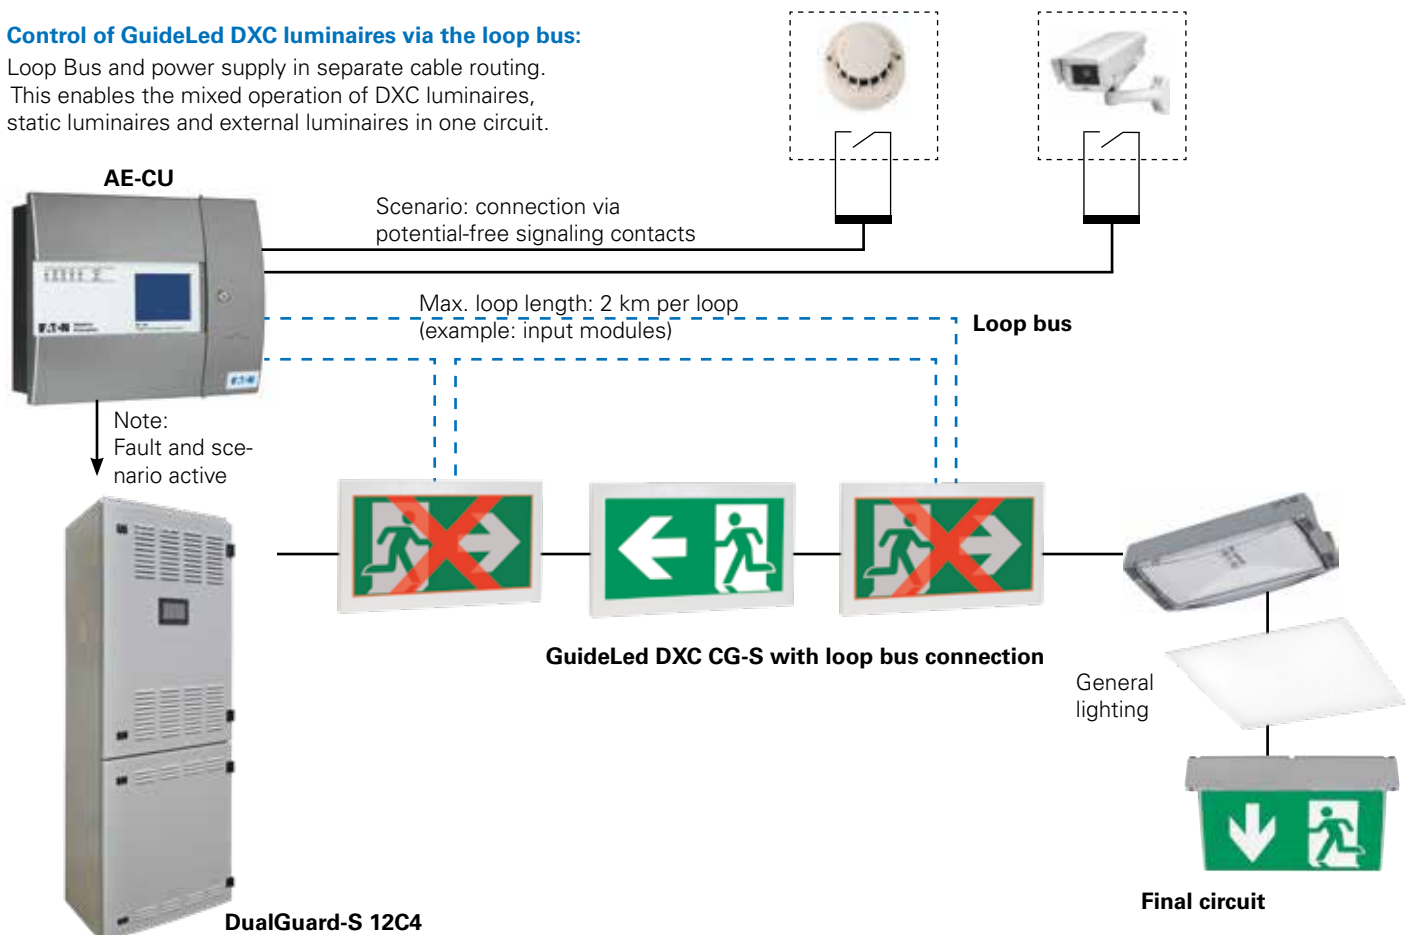 Control of GuideLed DXC luminaires via the loop bus:
Loop Bus and power supply in separate cable routing.
This enables the mixed operation of DXC luminaires,
static luminaires and external luminaires in one circuit.
AE-CU
Scenario: connection via
potential-free signaling contacts
Max. loop length: 2 km per loop
(example: input modules)
Loop bus
E·T·N
E·T·N
Note:
Fault and sce-
nario active
GuideLed DXC CG-S with loop bus connection
General
lighting
Final circuit
DualGuard-S 12C4